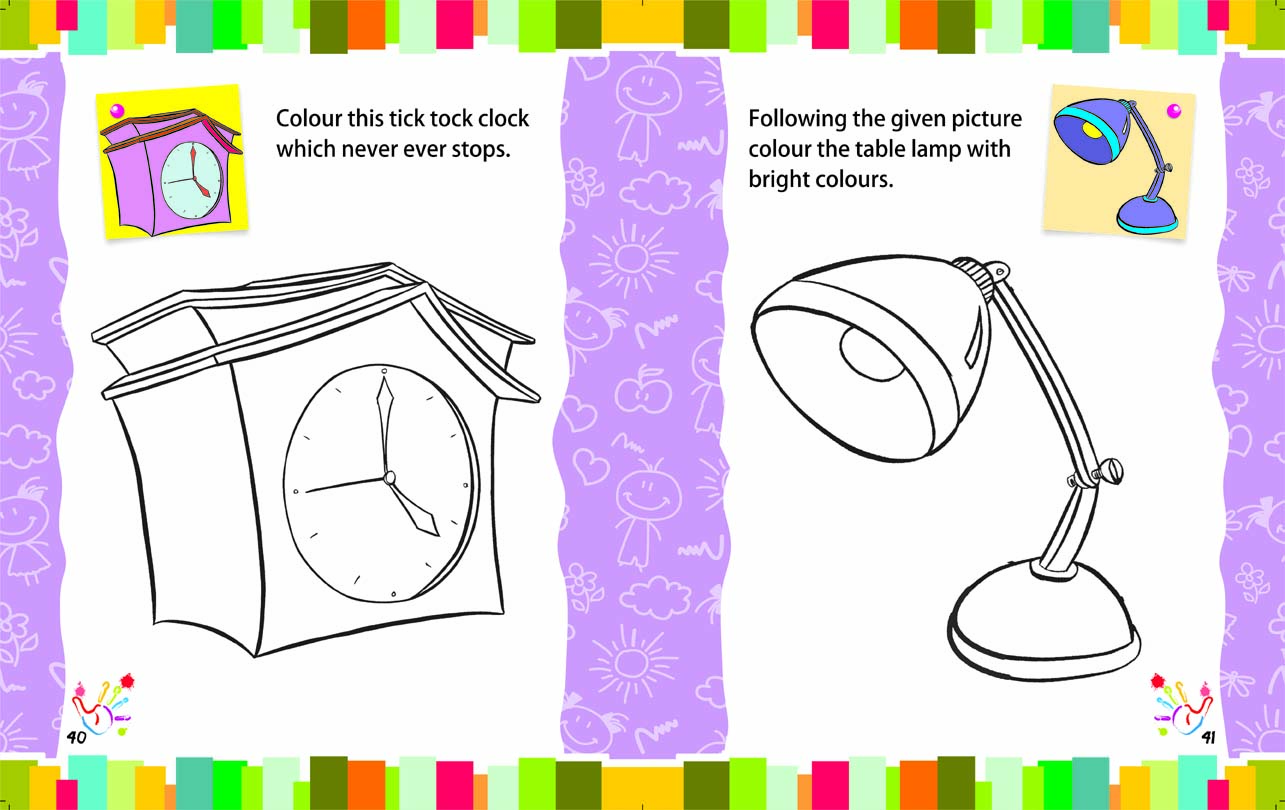 Colour this tick tock clock
which never ever stops.
40
Following the given picture
colour the table lamp with
bright colours.
41